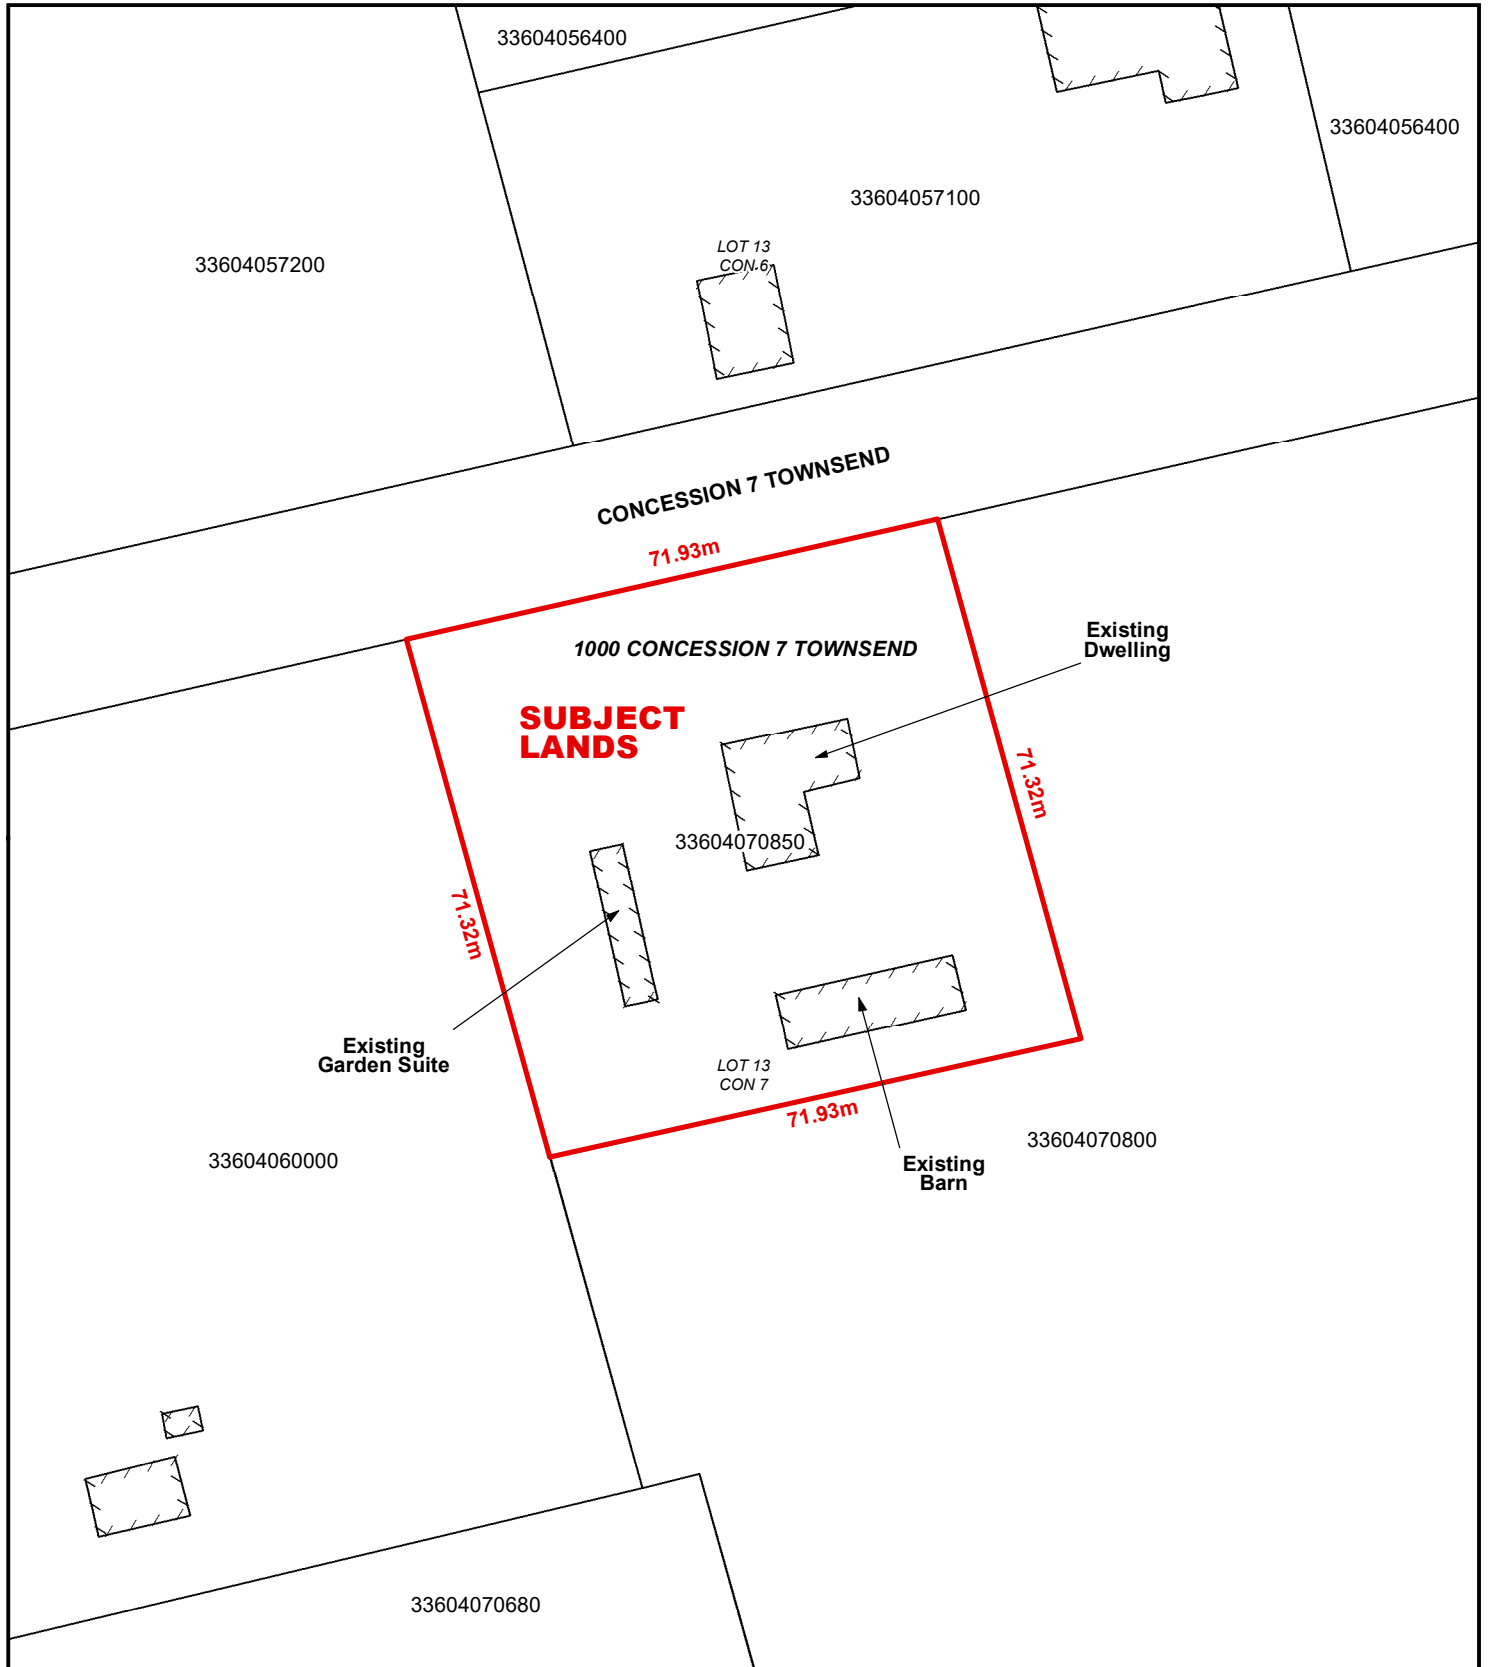 33604056400
33604056400
33604057100
LOT 13
CON 6
33604057200
CONCESSION 7 TOWNSEND
71.93m
1000 CONCESSION 7 TOWNSEND
Existing
Dwelling
SUBJECT
LANDS
71.32m
33604070850
71.32m
Existing
Garden Suite
LOT 13
CON 7
71.93m
33604070800
33604060000
Existing
Barn
33604070680